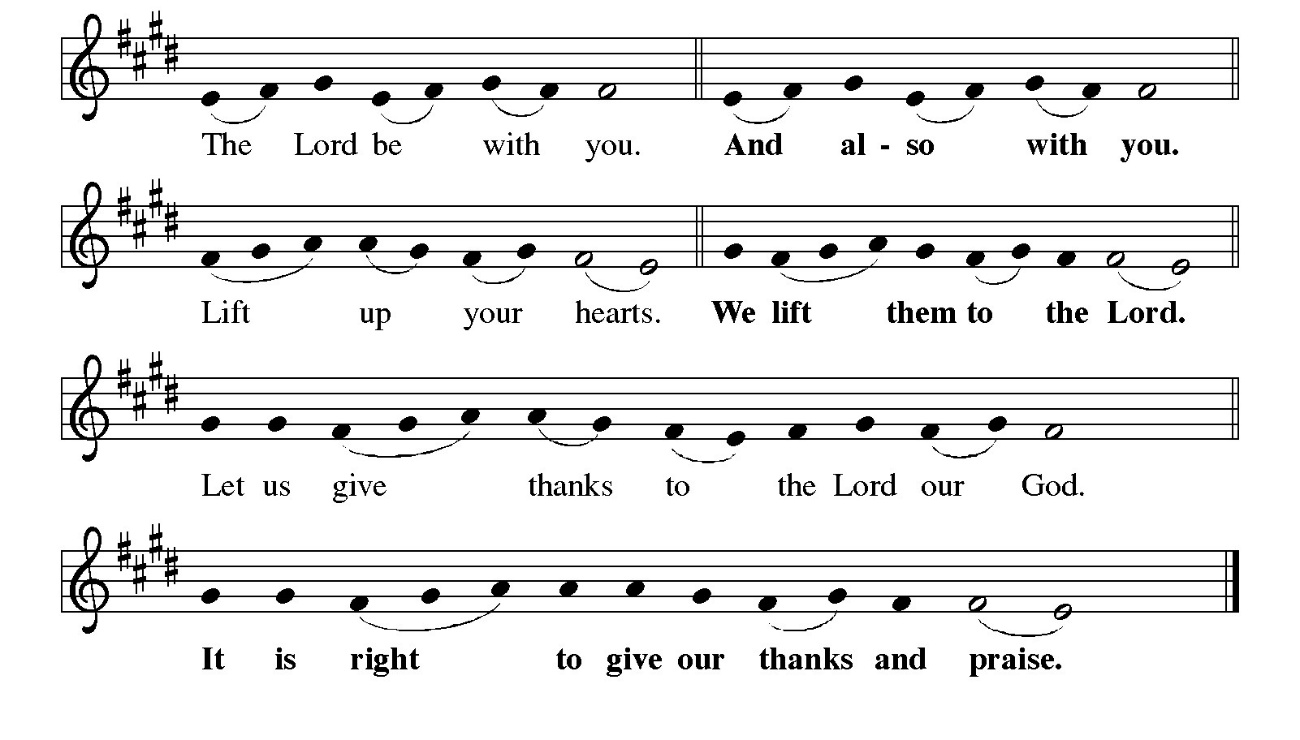 The Lord be with you. And al - so with you.
Lift up your hearts. We lift them to the Lord.
Let us give thanks to the Lord our God.
It is right to give our thanks and praise.